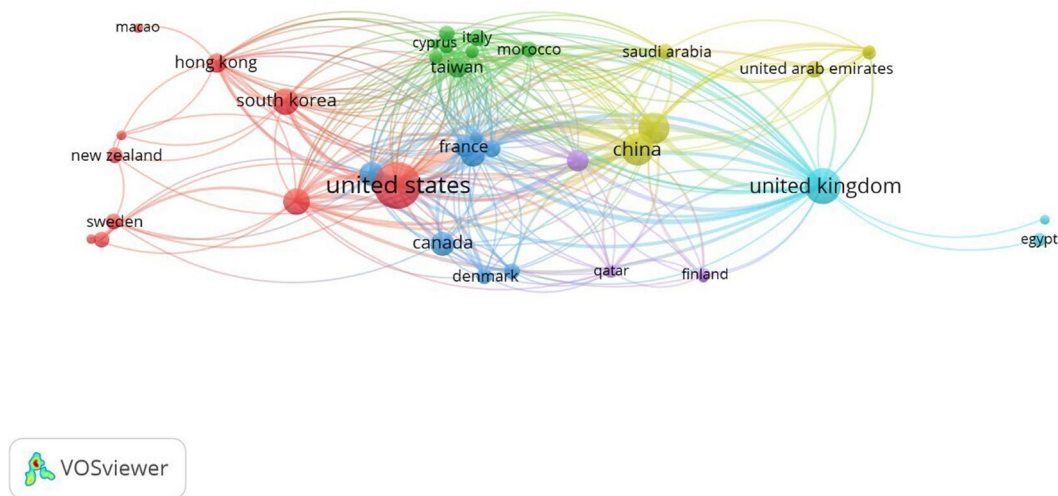 macao
hong kong
south korea
new zealand
sweden
cyprus
italy
taiwan
morocco
saudi arabia
united arab emirates
france
china
united states
united kingdom
canada
denmark
qatar
finland
egypt
VOSviewer